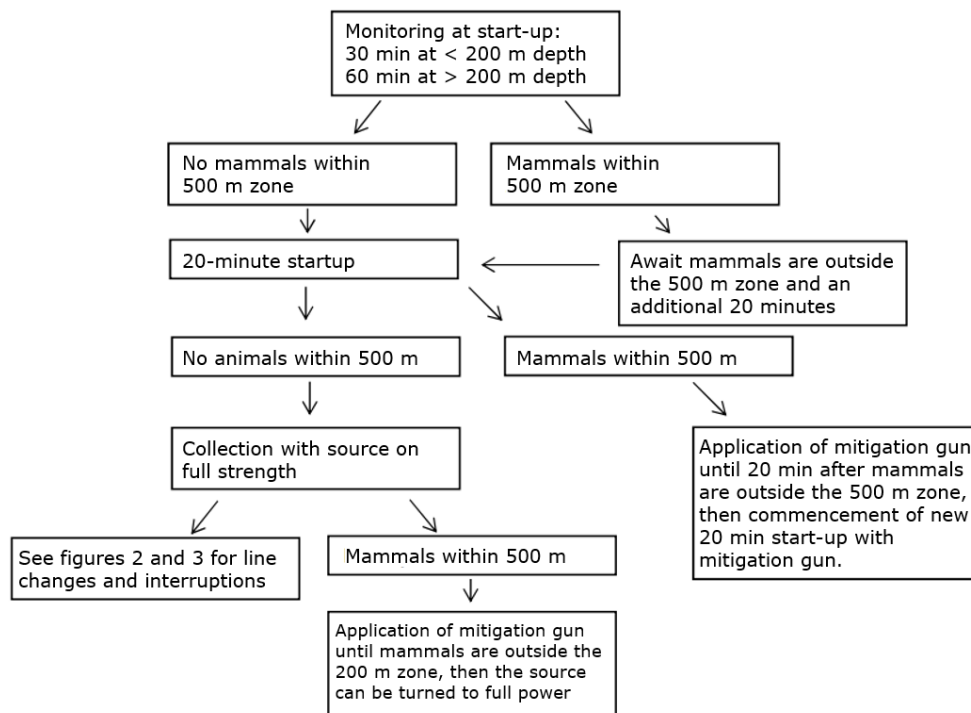 Monitoring at start-up:
30 min at < 200 m depth
60 min at > 200 m depth
No mammals within
500 m zone
Mammals within
500 m zone
20-minute startup
Await mammals are outside
the 500 m zone and an
additional 20 minutes
No animals within 500 m
Mammals within 500 m
Collection with source on
full strength
Application of mitigation gun
until 20 min after mammals
are outside the 500 m zone,
then commencement of new
20 min start-up with
mitigation gun.
See figures 2 and 3 for line
changes and interruptions
Mammals within 500 m
Application of mitigation gun
until mammals are outside the
200 m zone, then the source
can be turned to full power